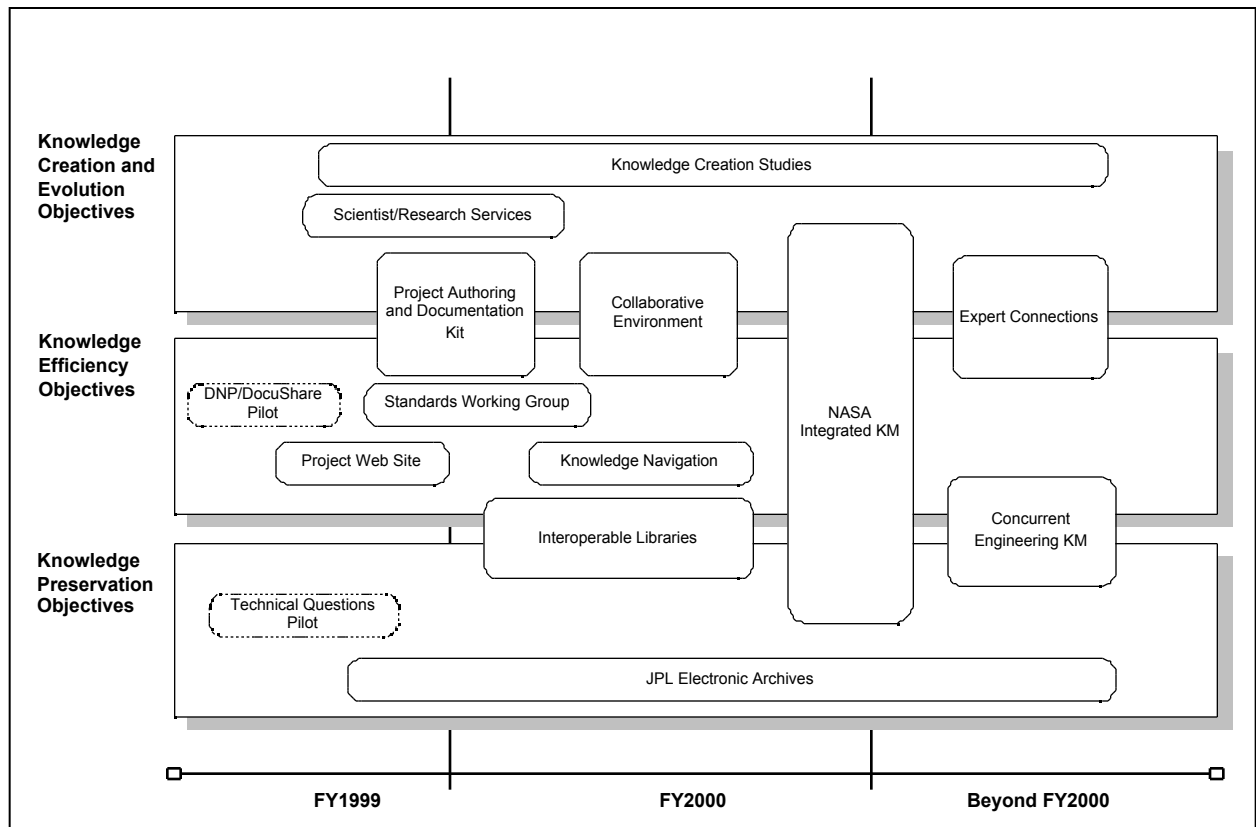 Knowledge
Creation and
Evolution
Objectives
Knowledge Creation Studies
Scientist/Research Services
Project Authoring
and Documentation
Kit
Collaborative
Environment
NASA
Integrated KM
Expert Connections
Knowledge
Efficiency
Objectives
DNP/DocuShare
Pilot
Standards Working Group
Project Web Site
Knowledge Navigation
Interoperable Libraries
Concurrent
Engineering KM
Knowledge
Preservation
Objectives
Technical Questions
Pilot
JPL Electronic Archives
FY1999
FY2000
Beyond FY2000